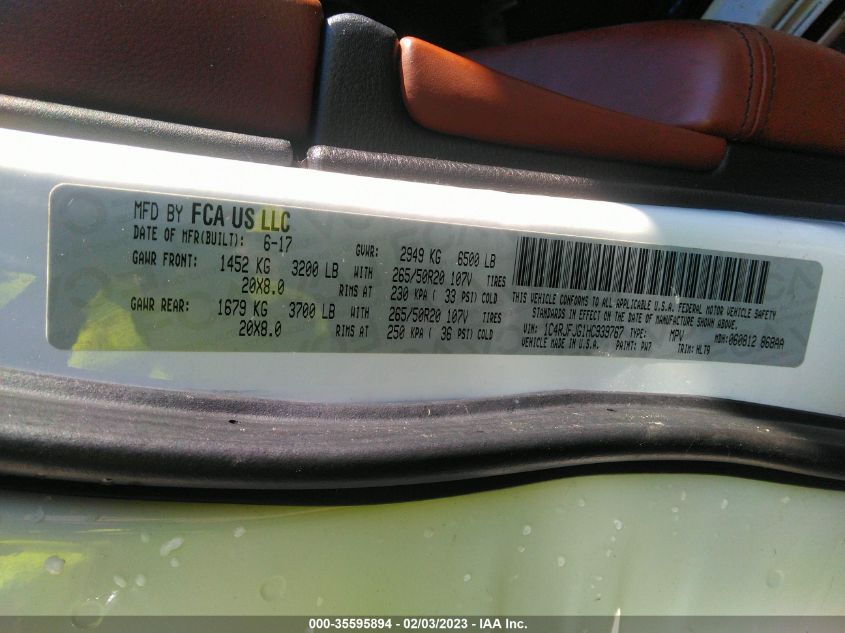 MFD BY FCA US LLC
DATE OF MFR(BUILT): 6-17 GVWR: 2949 KG 6500 LB
GAWR FRONT: 1452 KG 3200 LB WITH 265/50R20 107V TIRES
20X8.0 RIMS AT 230 KPA ( 33 PSI) COLD
GAWR REAR: 1679 KG 3700 LB WITH 265/50R20 107V TIRES
20X8.0 RIMS AT 250 KPA ( 36 PSI) COLD
THIS VEHICLE CONFORMS TO ALL APPLICABLE U.S.A. FEDERAL MOTOR VEHICLE SAFETY
STANDARDS IN EFFECT ON THE DATE OF MANUFACTURE SHOWN ABOVE.
VIN: 1C4RJFJG1HC939767 TYPE: MPV MDH:060812 868AA
VEHICLE MADE IN U.S.A. PAINT: PW7 TRIM: HLT9
000-35595894 - 02/03/2023 - IAA Inc.